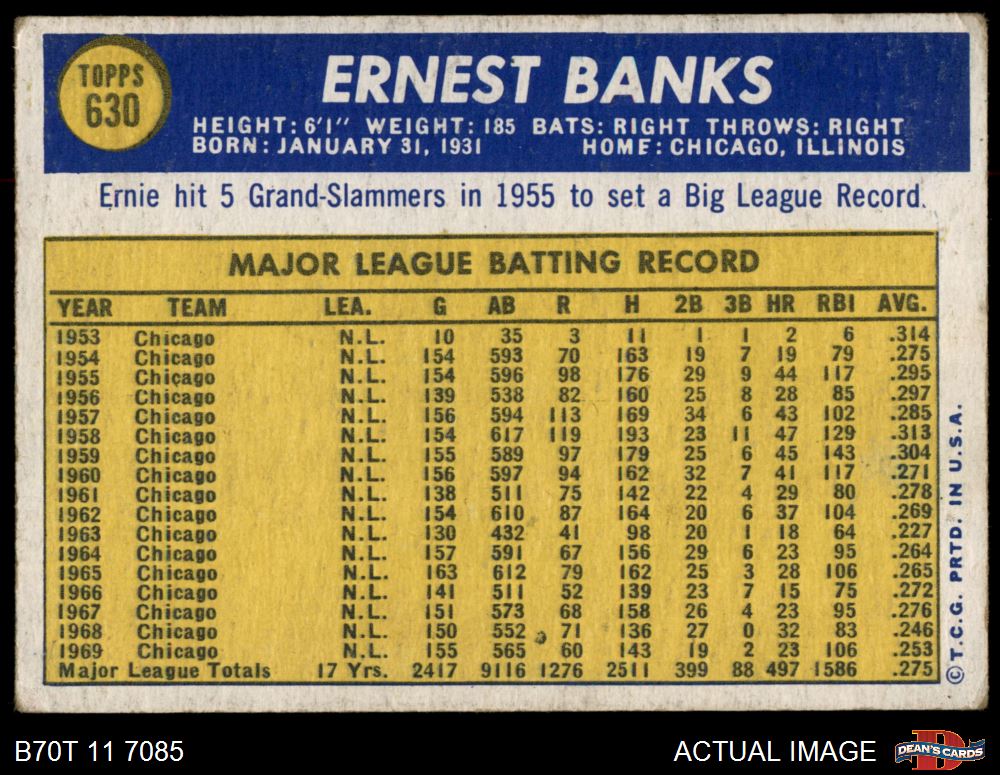 TOPPS
630
ERNEST BANKS
HEIGHT: 6'1" WEIGHT: 185 BATS: RIGHT THROWS: RIGHT
BORN: JANUARY 31, 1931 HOME: CHICAGO, ILLINOIS
Ernie hit 5 Grand-Slammers in 1955 to set a Big League Record.
MAJOR LEAGUE BATTING RECORD
YEAR TEAM LEA. G AB R H 2B 3B HR RBI AVG.
1953 Chicago N.L. 10 35 3 11 1 1 2 6 .314
1954 Chicago N.L. 154 593 70 163 19 7 19 79 .275
1955 Chicago N.L. 154 596 98 176 29 9 44 117 .295
1956 Chicago N.L. 139 538 82 160 25 8 28 85 .297
1957 Chicago N.L. 156 594 113 169 34 6 43 102 .285
1958 Chicago N.L. 154 617 119 193 23 11 47 129 .313
1959 Chicago N.L. 155 589 97 179 25 6 45 143 .304
1960 Chicago N.L. 156 597 94 162 32 7 41 117 .271
1961 Chicago N.L. 138 511 75 142 22 4 29 80 .278
1962 Chicago N.L. 154 610 87 164 20 6 37 104 .269
1963 Chicago N.L. 130 432 41 98 20 1 18 64 .227
1964 Chicago N.L. 157 591 67 156 29 6 23 95 .264
1965 Chicago N.L. 163 612 79 162 25 3 28 106 .265
1966 Chicago N.L. 141 511 52 139 23 7 15 75 .272
1967 Chicago N.L. 151 573 68 158 26 4 23 95 .276
1968 Chicago N.L. 150 552 71 136 27 0 32 83 .246
1969 Chicago N.L. 155 565 60 143 19 2 23 106 .253
Major League Totals 17 Yrs. 2417 9116 1276 2511 399 88 497 1586 .275
© T.C.G. PRTD. IN U.S.A.
B70T 11 7085
ACTUAL IMAGE
DEAN'S CARDS